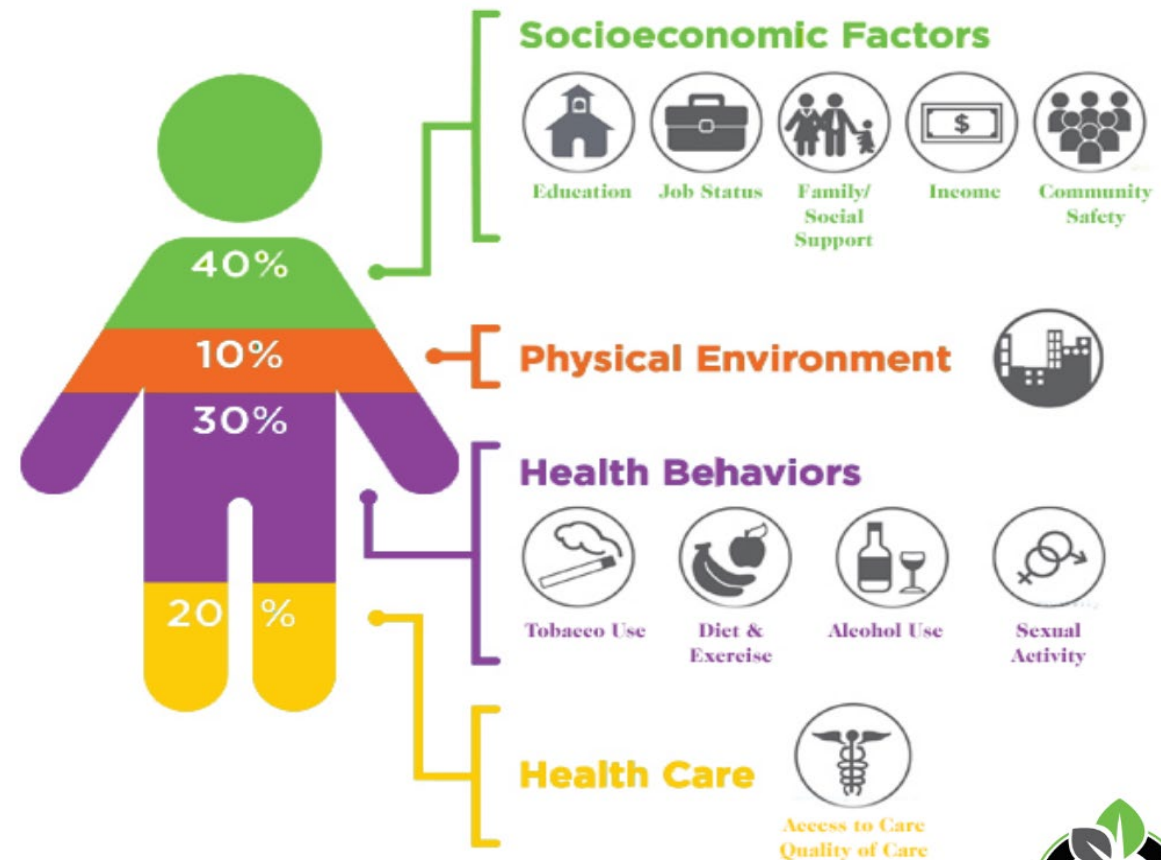 Socioeconomic Factors
$
Education
Job Status
Family/
Social
Support
Income
Community
Safety
40%
10%
Physical Environment
30%
Health Behaviors
Tobacco Use
Diet &
Exercise
Alcohol Use
Sexual
Activity
20 %
Health Care
Access to Care
Quality of Care